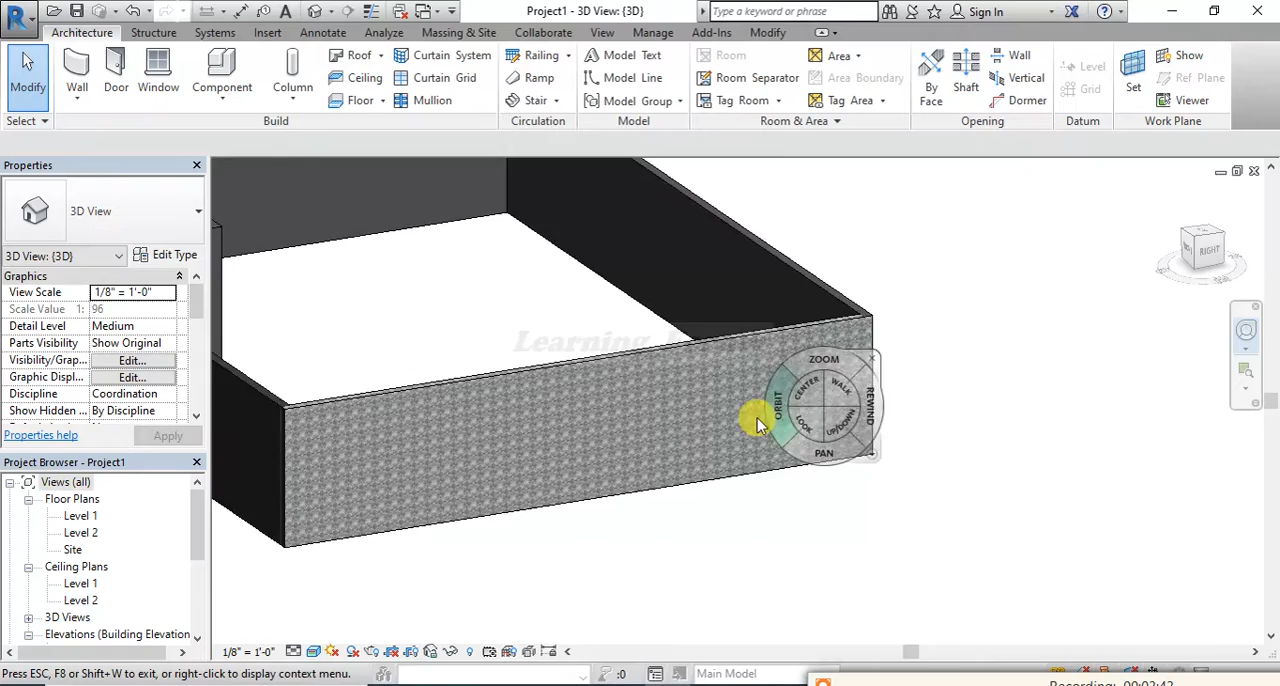 Project1 - 3D View: {3D}
Type a keyword or phrase
Sign In
Architecture
Structure
Systems
Insert
Annotate
Analyze
Massing & Site
Collaborate
View
Manage
Add-Ins
Modify
Modify
Wall
Door
Window
Component
Column
Roof
Ceiling
Floor
Curtain System
Curtain Grid
Mullion
Railing
Ramp
Stair
Model Text
Model Line
Model Group
Room
Room Separator
Tag Room
Area
Area Boundary
Tag Area
By
Face
Shaft
Wall
Vertical
Dormer
Level
Grid
Set
Show
Ref Plane
Viewer
Select
Build
Circulation
Model
Room & Area
Opening
Datum
Work Plane
Properties
3D View
3D View: {3D}
Edit Type
Graphics
View Scale
1/8" = 1'-0"
Scale Value 1:
96
Detail Level
Medium
Parts Visibility
Show Original
Visibility/Grap...
Edit...
Graphic Displ...
Edit...
Discipline
Coordination
Show Hidden ...
By Discipline
Properties help
Apply
Project Browser - Project1
Views (all)
Floor Plans
Level 1
Level 2
Site
Ceiling Plans
Level 1
Level 2
3D Views
Elevations (Building Elevation
Learning
RIGHT
ZOOM
CENTER
WALK
ORBIT
REWIND
LOOK
UP/DOWN
PAN
1/8" = 1'-0"
Press ESC, F8 or Shift+W to exit, or right-click to display context menu.
:0
Main Model
Recording: 00:02:43